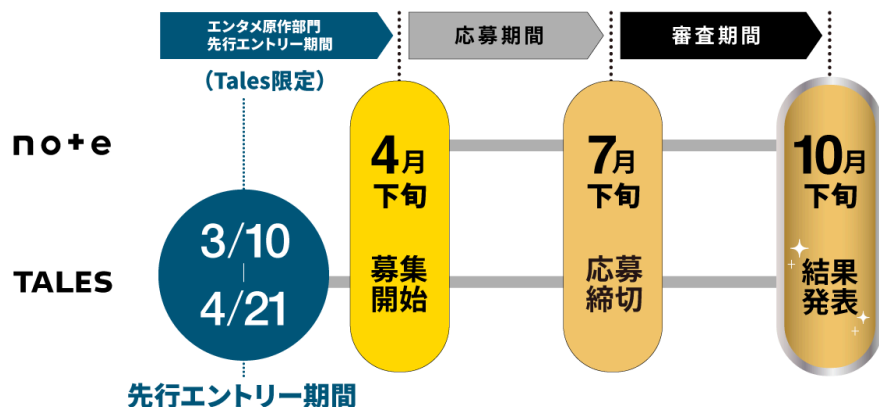 エンタメ原作部門
先行エントリー期間
応募期間
審査期間
（Tales限定）
note
TALES
3/10
4/21
先行エントリー期間
4月
下旬
募集
開始
7月
下旬
応募
締切
10月
下旬
結果
発表